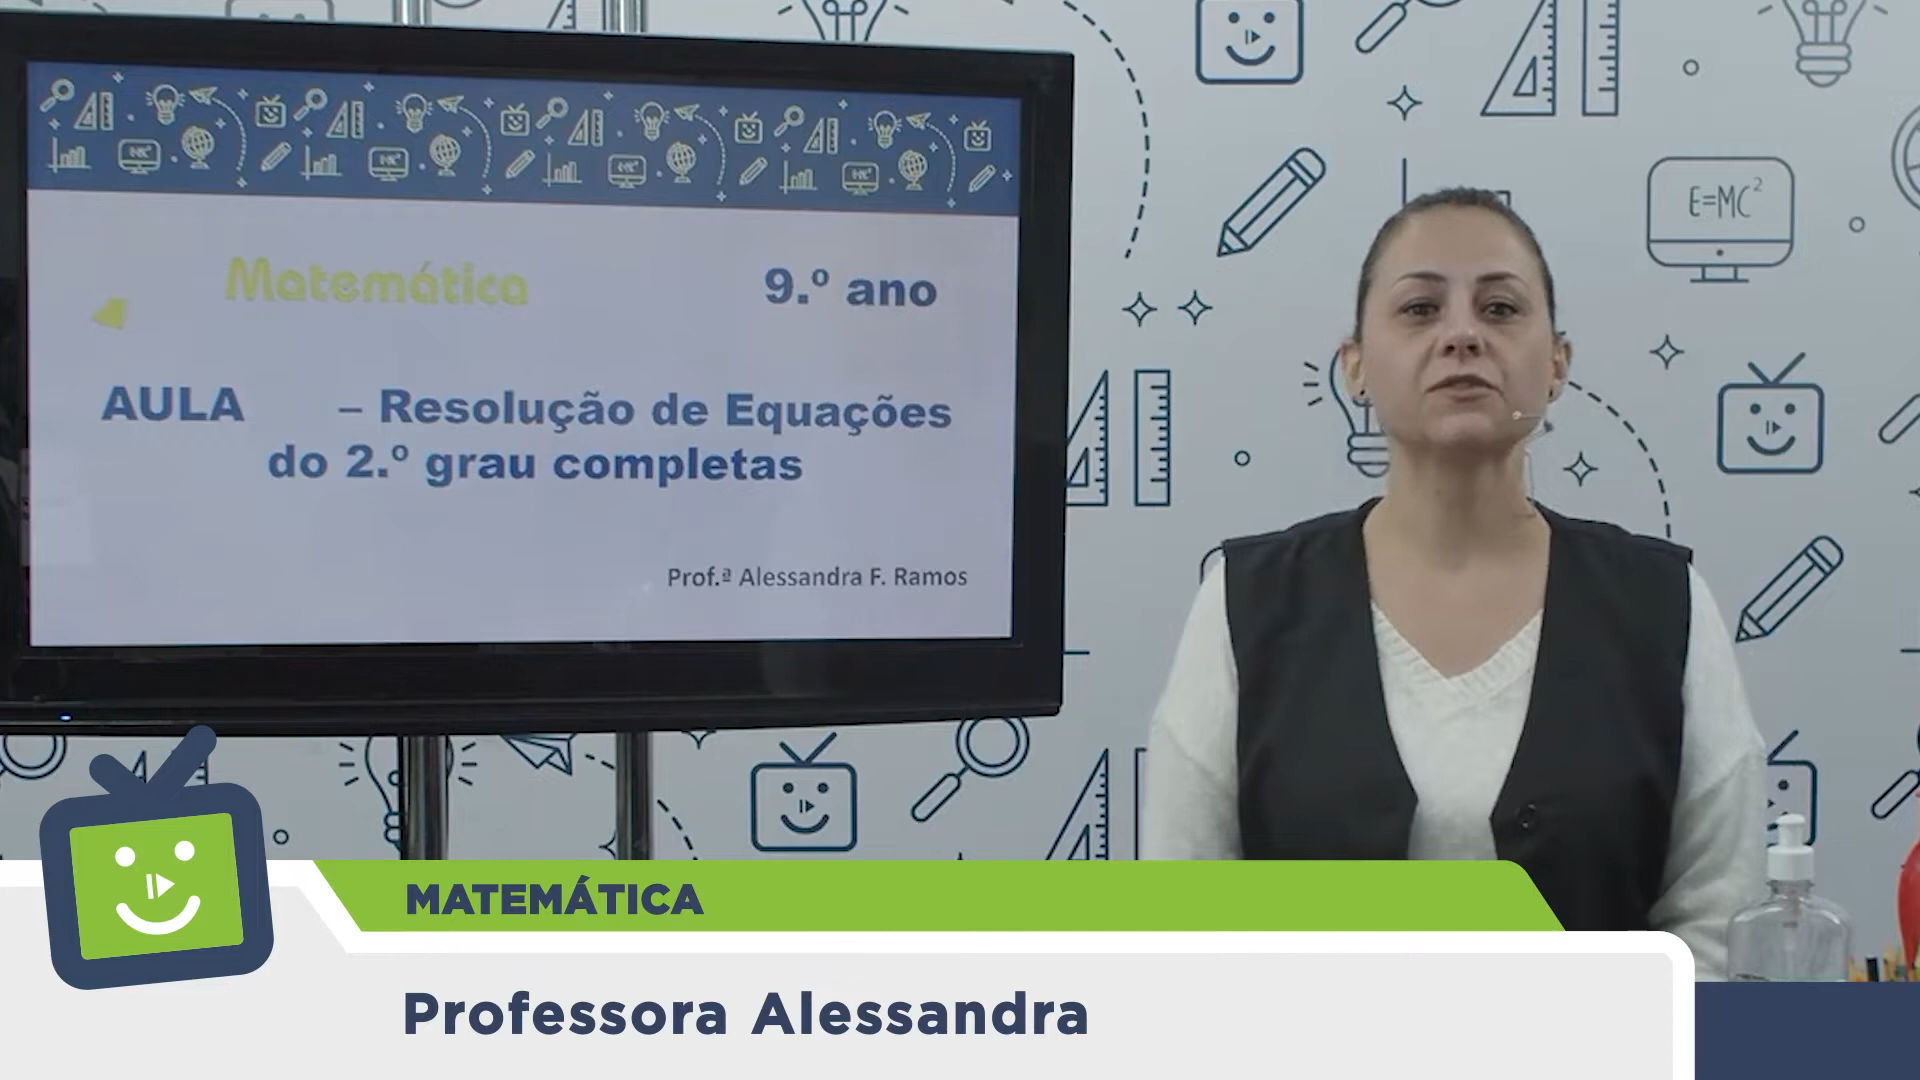 Matemática
9.º ano
AULA – Resolução de Equações
do 2.º grau completas
Prof.ª Alessandra F. Ramos
E=MC²
MATEMÁTICA
Professora Alessandra